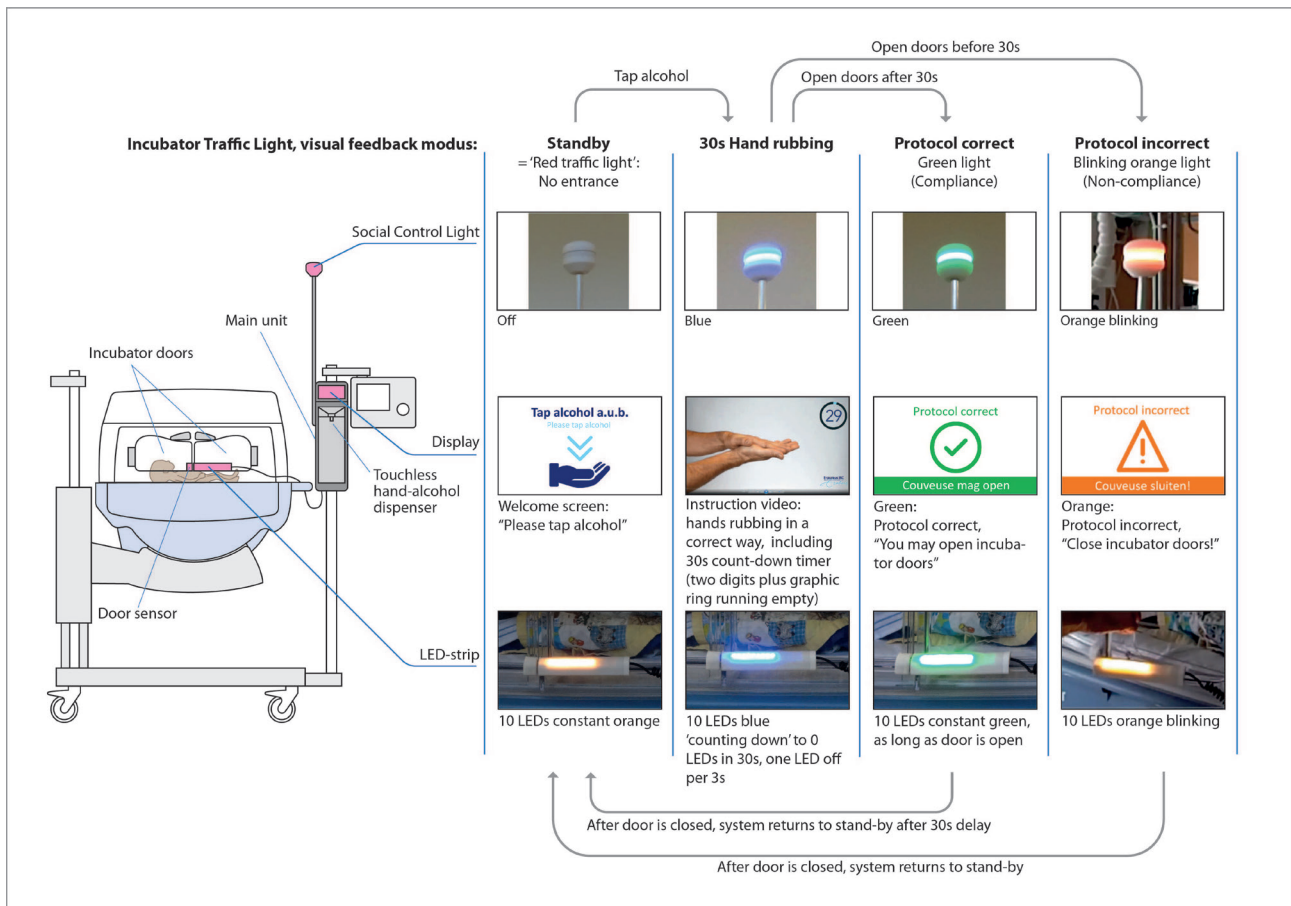 Open doors before 30s
Tap alcohol
Open doors after 30s
Incubator Traffic Light, visual feedback modus:
Standby
= ‘Red traffic light’:
No entrance
30s Hand rubbing
Protocol correct
Green light
(Compliance)
Protocol incorrect
Blinking orange light
(Non-compliance)
Social Control Light
Main unit
Incubator doors
Display
Touchless
hand-alcohol
dispenser
Door sensor
LED-strip
Off
Blue
Green
Orange blinking
Tap alcohol a.u.b.
Please tap alcohol
Welcome screen:
“Please tap alcohol”
29
Instruction video:
hands rubbing in a
correct way, including
30s count-down timer
(two digits plus graphic
ring running empty)
Protocol correct
Couveuse mag open
Green:
Protocol correct,
“You may open incuba-
tor doors”
Protocol incorrect
Couveuse sluiten!
Orange:
Protocol incorrect,
“Close incubator doors!”
10 LEDs constant orange
10 LEDs blue
‘counting down’ to 0
LEDs in 30s, one LED off
per 3s
10 LEDs constant green,
as long as door is open
10 LEDs orange blinking
After door is closed, system returns to stand-by after 30s delay
After door is closed, system returns to stand-by